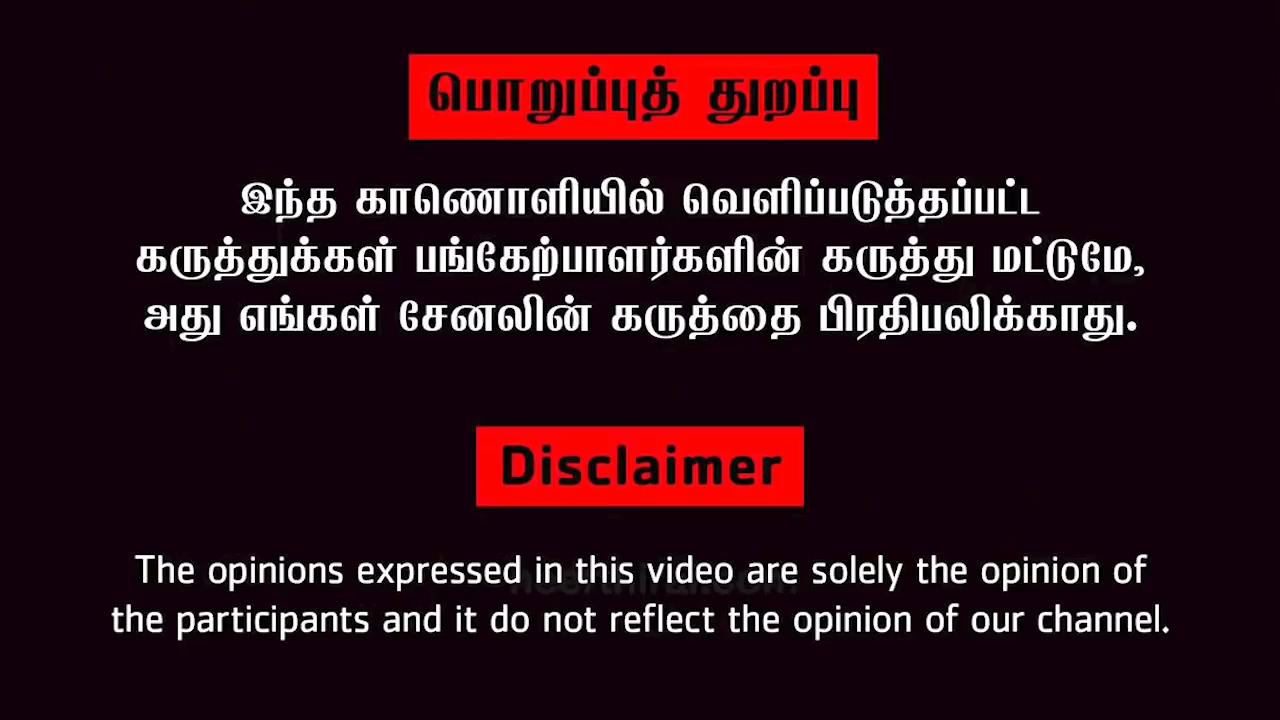 பொறுப்புத் துறப்பு
இந்த காணொளியில் வெளிப்படுத்தப்பட்ட
கருத்துக்கள் பங்கேற்பாளர்களின் கருத்து மட்டுமே,
அது எங்கள் சேனலின் கருத்தை பிரதிபலிக்காது.
Disclaimer
The opinions expressed in this video are solely the opinion of
the participants and it do not reflect the opinion of our channel.